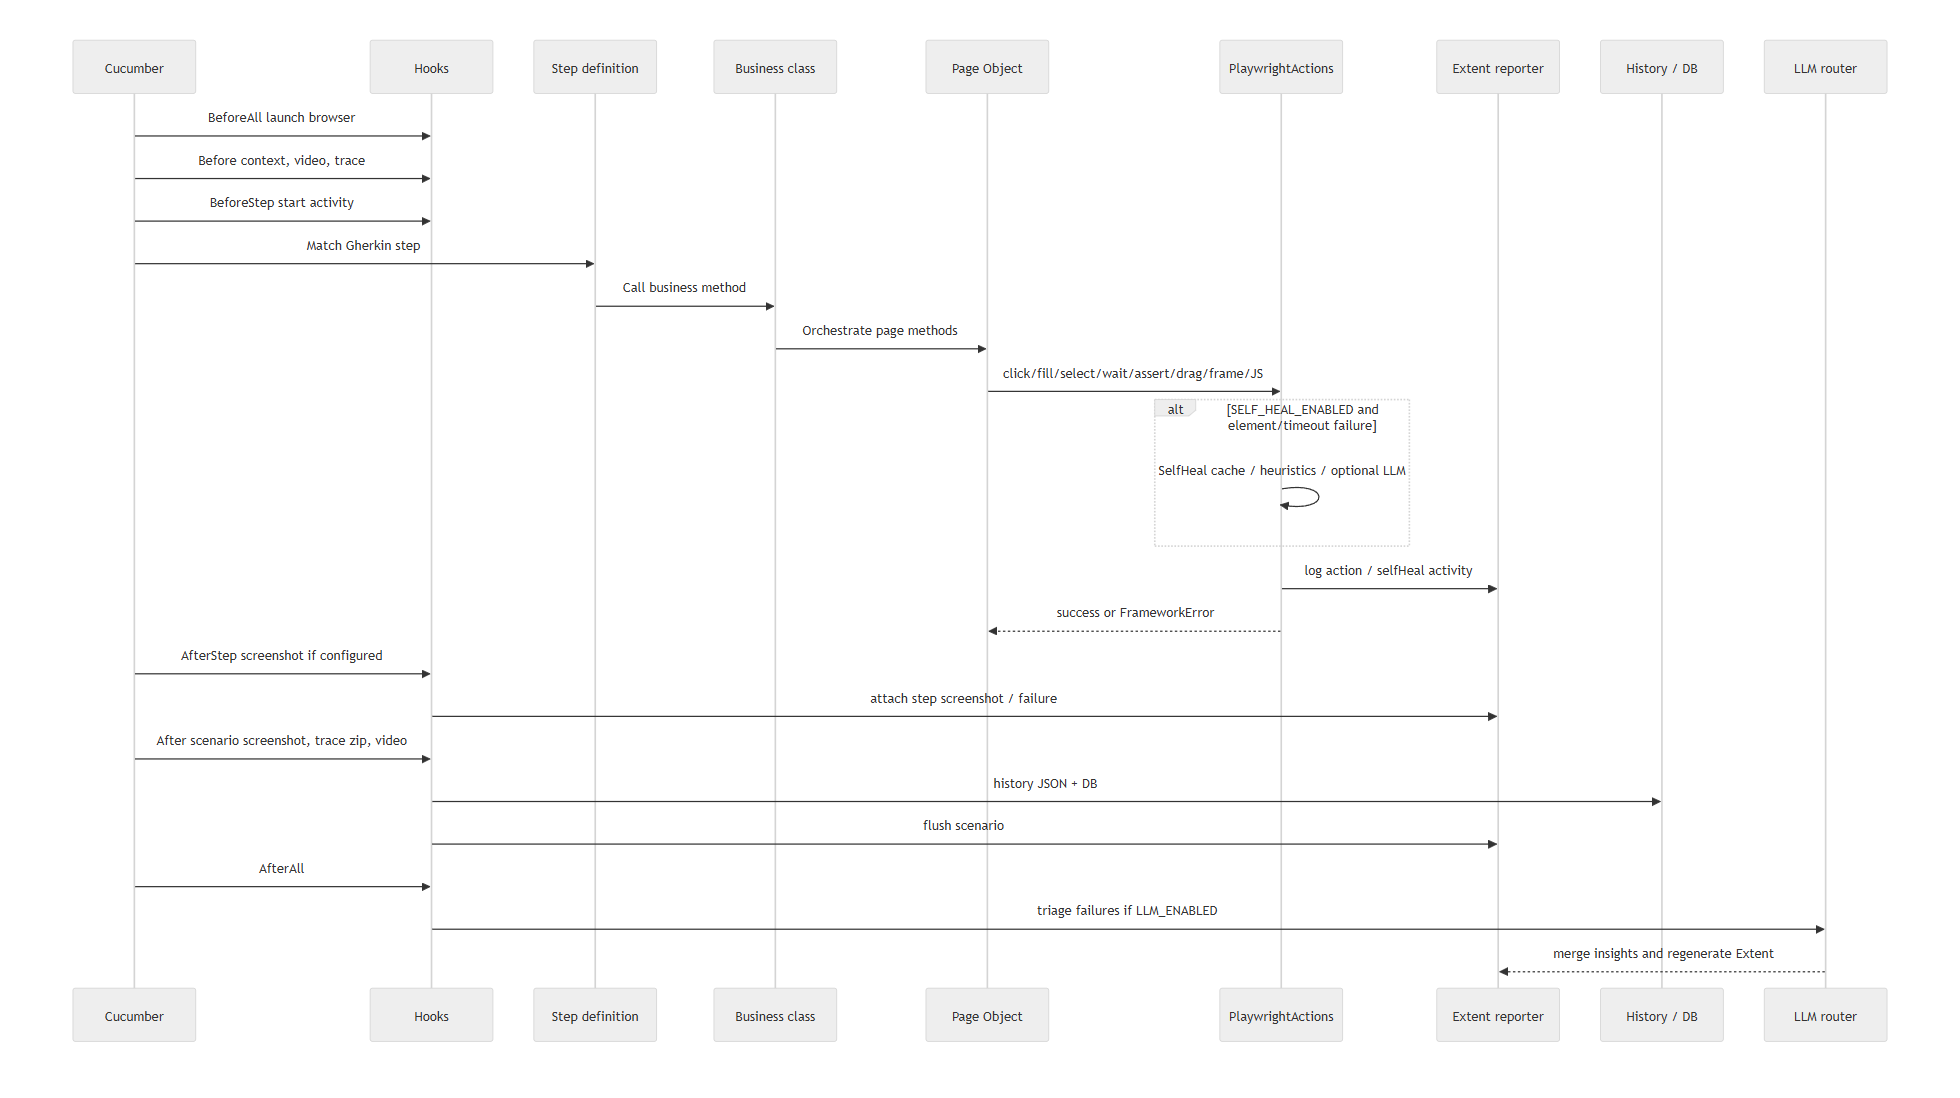 Cucumber
Hooks
Step definition
Business class
Page Object
PlaywrightActions
Extent reporter
History / DB
LLM router
BeforeAll launch browser
Before context, video, trace
BeforeStep start activity
Match Gherkin step
Call business method
Orchestrate page methods
click/fill/select/wait/assert/drag/frame/JS
alt
[SELF_HEAL_ENABLED and
element/timeout failure]
SelfHeal cache / heuristics / optional LLM
log action / selfHeal activity
success or FrameworkError
AfterStep screenshot if configured
attach step screenshot / failure
After scenario screenshot, trace zip, video
history JSON + DB
flush scenario
AfterAll
triage failures if LLM_ENABLED
merge insights and regenerate Extent
Cucumber
Hooks
Step definition
Business class
Page Object
PlaywrightActions
Extent reporter
History / DB
LLM router